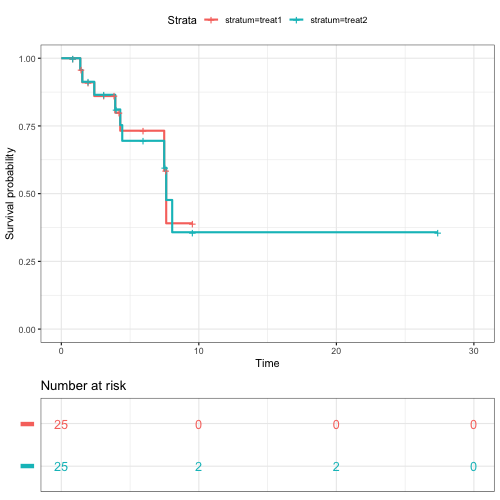 Strata stratum=treat1 stratum=treat2
1.00
0.75
0.50
0.25
0.00
Survival probability
0 10 20 30
Time
Number at risk
25 0 0 0
25 2 2 0